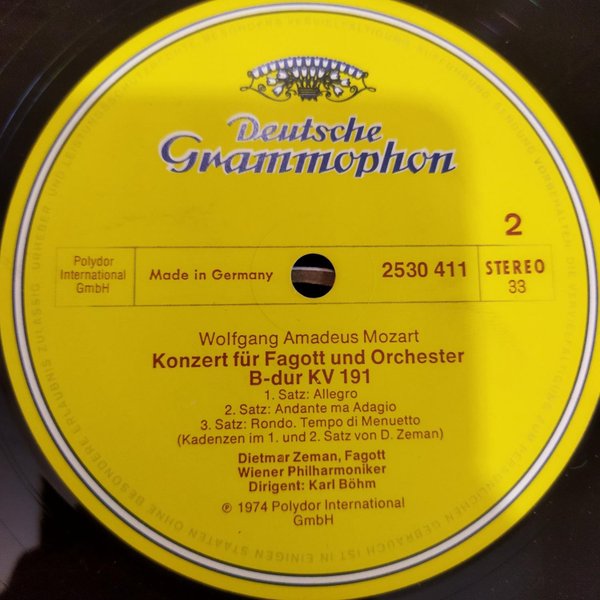 Deutsche
Grammophon
2
Polydor
International
GmbH
Made in Germany
2530 411
STEREO
33
Wolfgang Amadeus Mozart
Konzert für Fagott und Orchester
B-dur KV 191
1. Satz: Allegro
2. Satz: Andante ma Adagio
3. Satz: Rondo. Tempo di Menuetto
(Kadenzen im 1. und 2. Satz von D. Zeman)
Dietmar Zeman, Fagott
Wiener Philharmoniker
Dirigent: Karl Böhm
℗ 1974 Polydor International
GmbH